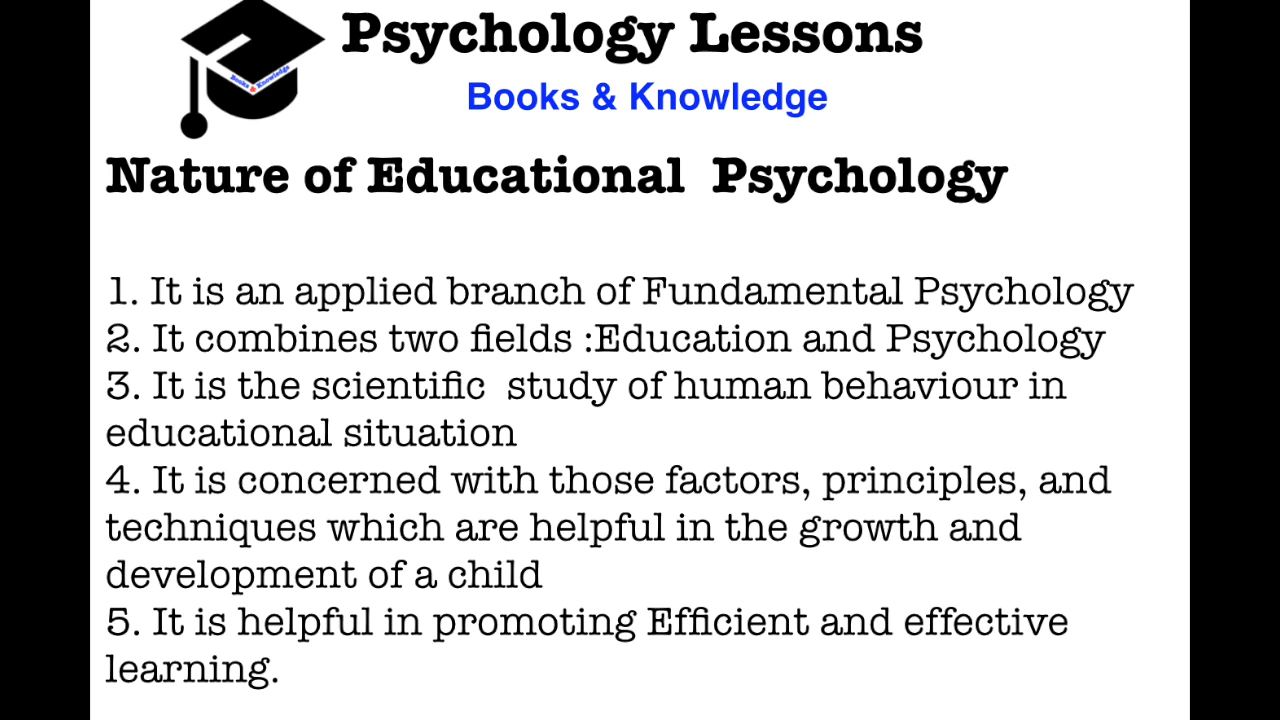 Psychology Lessons
Books & Knowledge
Books & Knowledge
Nature of Educational  Psychology
1. It is an applied branch of Fundamental Psychology
2. It combines two fields :Education and Psychology
3. It is the scientific  study of human behaviour in
educational situation
4. It is concerned with those factors, principles, and
techniques which are helpful in the growth and
development of a child
5. It is helpful in promoting Efficient and effective
learning.